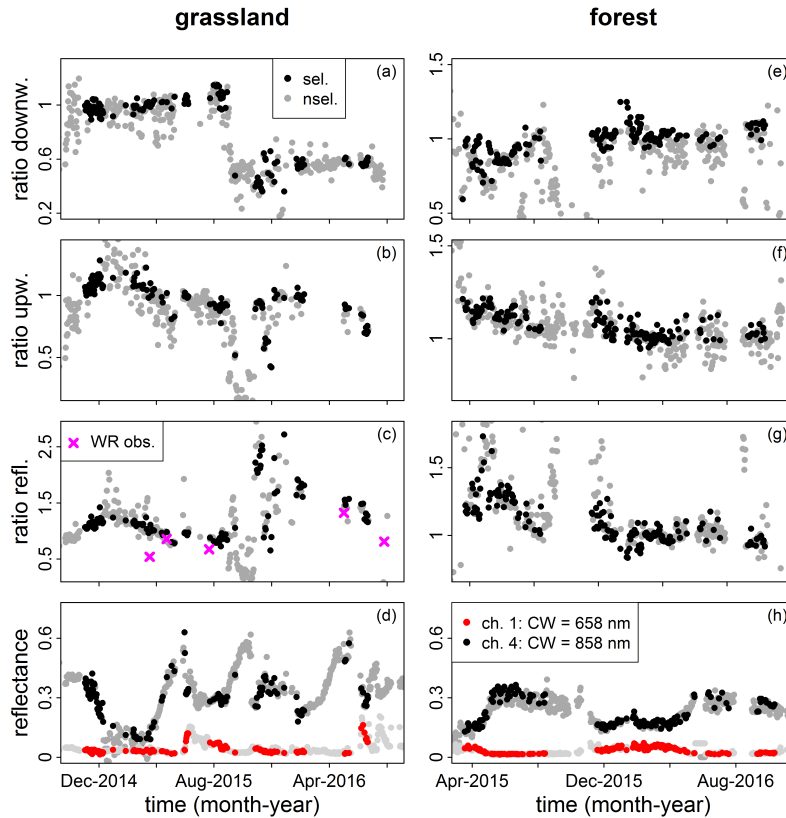 grassland
forest
ratio downw.
0.2
0.6
1
(a)
sel.
nsel.
0.5
1
1.5
(e)
ratio upw.
0.5
1
(b)
1
1.5
(f)
ratio refl.
0.5
1.5
2.5
(c)
WR obs.
1
1.5
(g)
reflectance
0
0.3
0.6
(d)
0
0.3
0.6
(h)
ch. 1: CW = 658 nm
ch. 4: CW = 858 nm
Dec-2014
Aug-2015
Apr-2016
Apr-2015
Dec-2015
Aug-2016
time (month-year)
time (month-year)